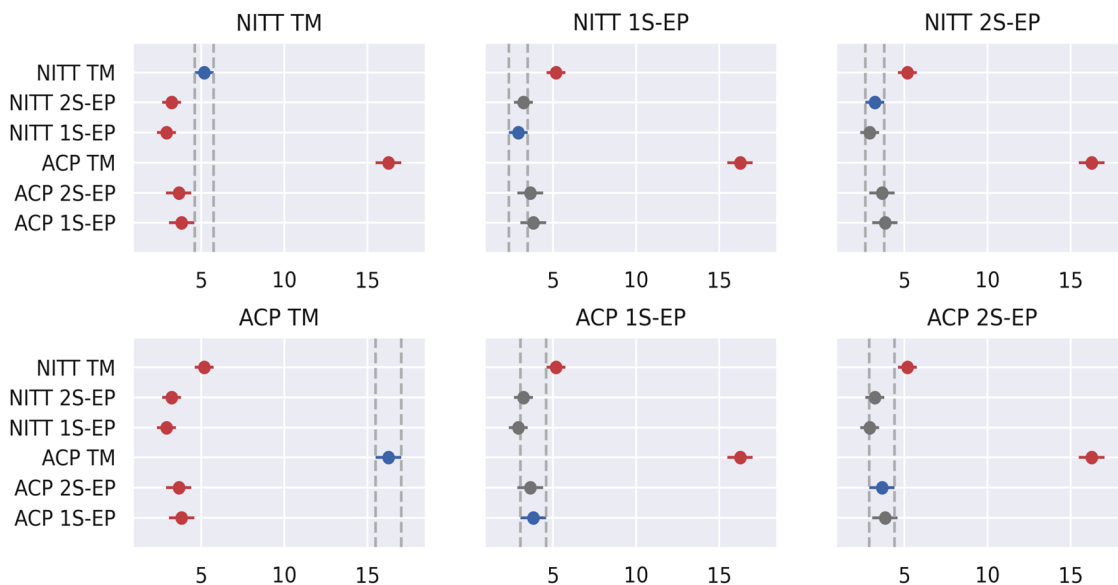 NITT TM NITT 1S-EP NITT 2S-EP
NITT TM
NITT 2S-EP
NITT 1S-EP
ACP TM
ACP 2S-EP
ACP 1S-EP
5 10 15 5 10 15 5 10 15
ACP TM ACP 1S-EP ACP 2S-EP
NITT TM
NITT 2S-EP
NITT 1S-EP
ACP TM
ACP 2S-EP
ACP 1S-EP
5 10 15 5 10 15 5 10 15